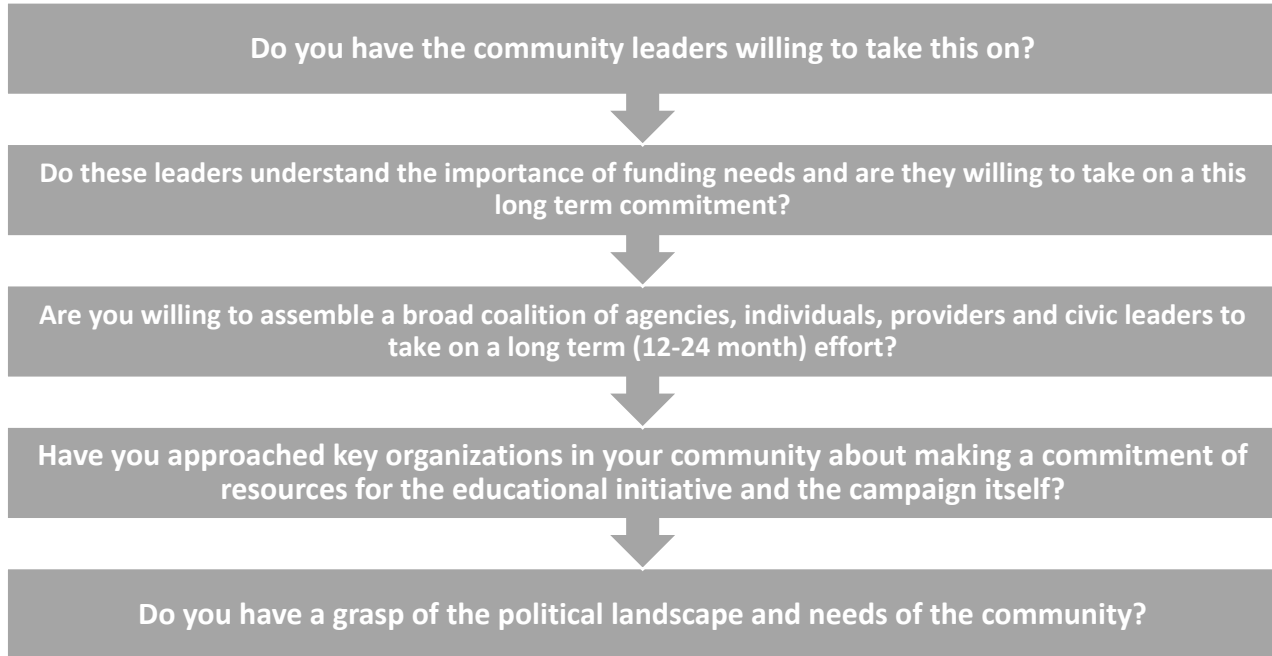 Do you have the community leaders willing to take this on?
Do these leaders understand the importance of funding needs and are they willing to take on a this
long term commitment?
Are you willing to assemble a broad coalition of agencies, individuals, providers and civic leaders to
take on a long term (12-24 month) effort?
Have you approached key organizations in your community about making a commitment of
resources for the educational initiative and the campaign itself?
Do you have a grasp of the political landscape and needs of the community?